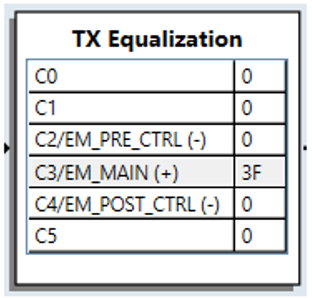 TX Equalization
C0 0
C1 0
C2/EM_PRE_CTRL (-) 0
C3/EM_MAIN (+) 3F
C4/EM_POST_CTRL (-) 0
C5 0